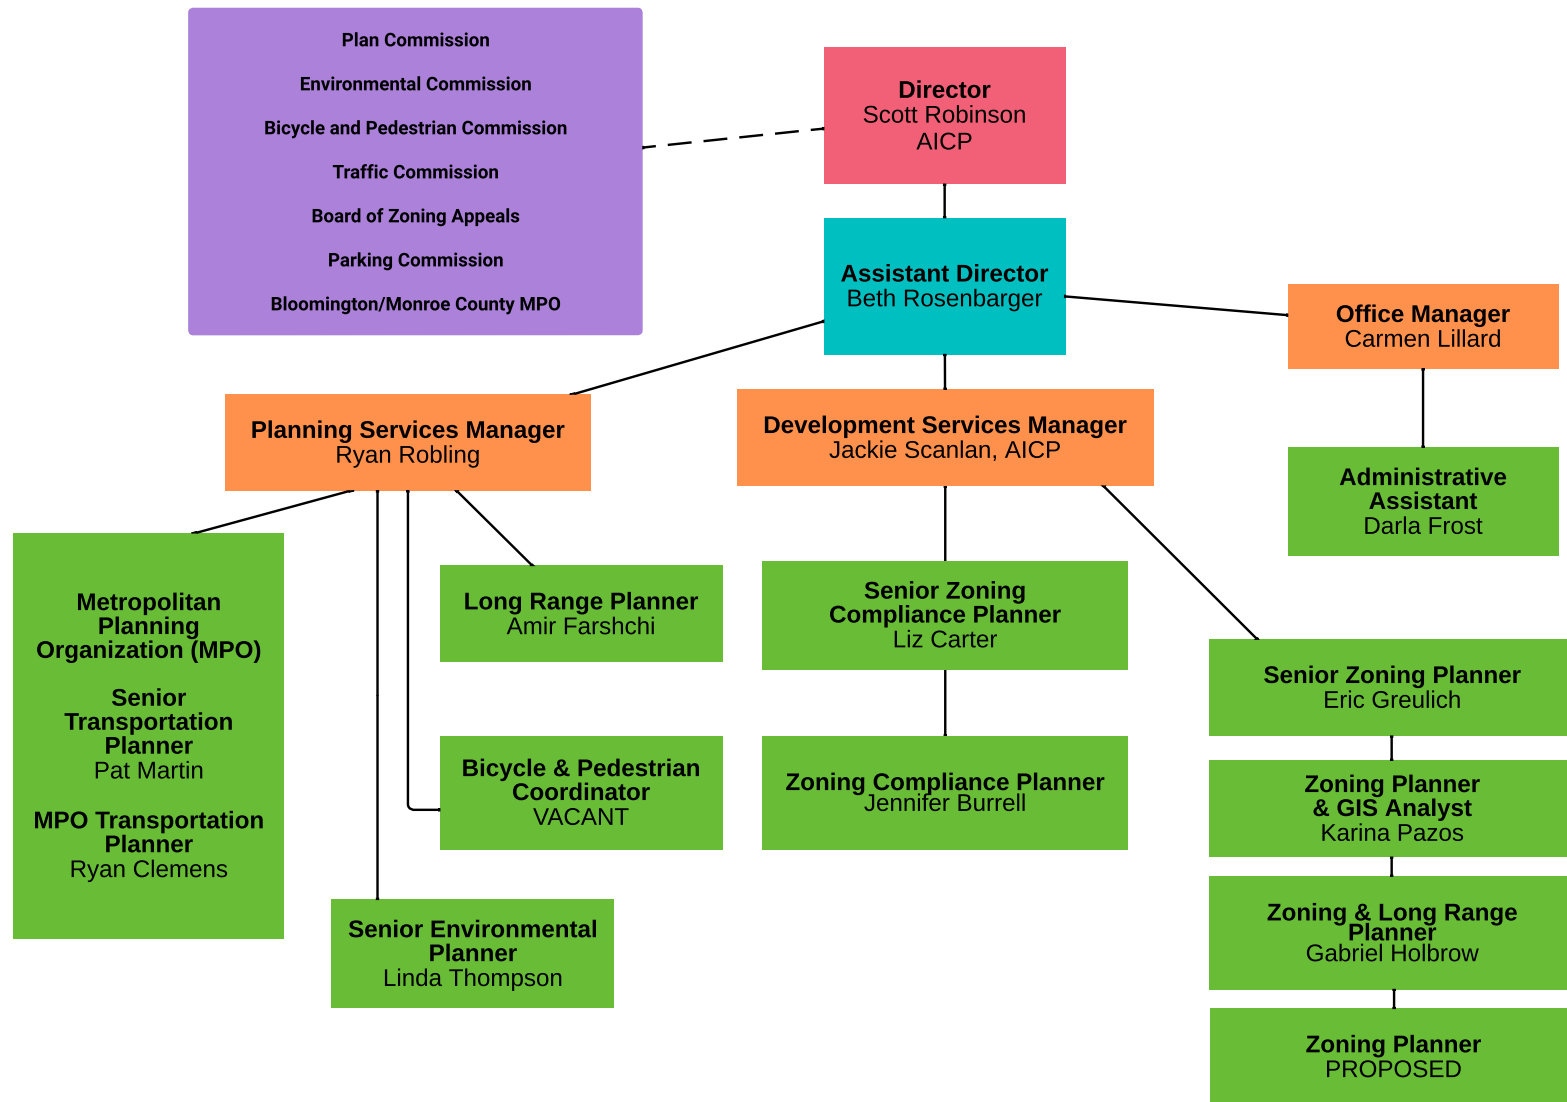 Plan Commission
Environmental Commission
Bicycle and Pedestrian Commission
Traffic Commission
Board of Zoning Appeals
Parking Commission
Bloomington/Monroe County MPO
Director
Scott Robinson
AICP
Assistant Director
Beth Rosenbarger
Office Manager
Carmen Lillard
Administrative
Assistant
Darla Frost
Planning Services Manager
Ryan Robling
Development Services Manager
Jackie Scanlan, AICP
Metropolitan
Planning
Organization (MPO)
Senior
Transportation
Planner
Pat Martin
MPO Transportation
Planner
Ryan Clemens
Long Range Planner
Amir Farshchi
Bicycle & Pedestrian
Coordinator
VACANT
Senior Environmental
Planner
Linda Thompson
Senior Zoning
Compliance Planner
Liz Carter
Zoning Compliance Planner
Jennifer Burrell
Senior Zoning Planner
Eric Greulich
Zoning Planner
& GIS Analyst
Karina Pazos
Zoning & Long Range
Planner
Gabriel Holbrow
Zoning Planner
PROPOSED